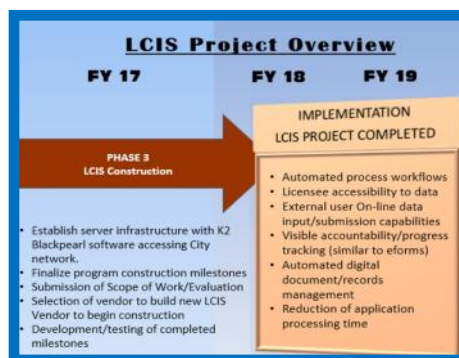 LCIS Project Overview
FY 17
FY 18
FY 19
PHASE 3
LCIS Construction
• Establish server infrastructure with K2
Blackpearl software accessing City
network.
• Finalize program construction milestones
• Submission of Scope of Work/Evaluation
• Selection of vendor to build new LCIS
Vendor to begin construction
• Development/testing of completed
milestones
IMPLEMENTATION
LCIS PROJECT COMPLETED
• Automated process workflows
• Licensee accessibility to data
• External user On-line data
input/submission capabilities
• Visible accountability/progress
tracking (similar to eforms)
• Automated digital
document/records
management
• Reduction of application
processing time